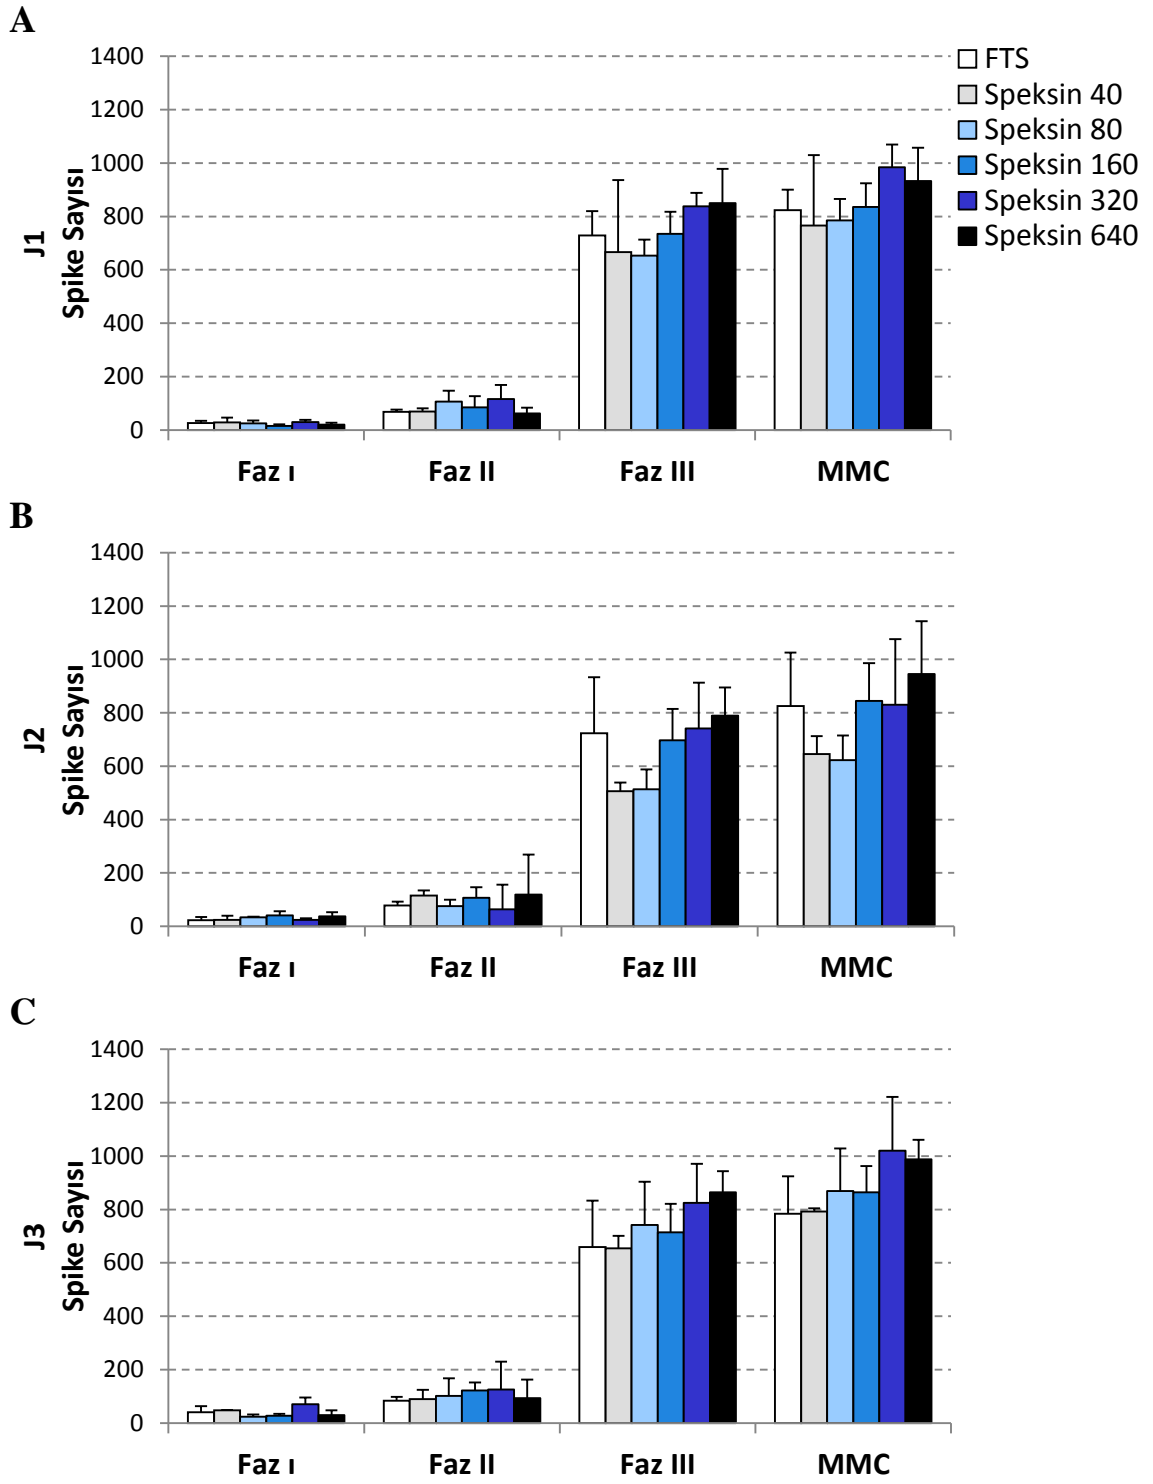 A
1400
1200
1000
800
600
400
200
0
J1
Spike Sayısı
Faz ı
Faz II
Faz III
MMC
FTS
Speksin 40
Speksin 80
Speksin 160
Speksin 320
Speksin 640
B
1400
1200
1000
800
600
400
200
0
J2
Spike Sayısı
Faz ı
Faz II
Faz III
MMC
C
1400
1200
1000
800
600
400
200
0
J3
Spike Sayısı
Faz ı
Faz II
Faz III
MMC